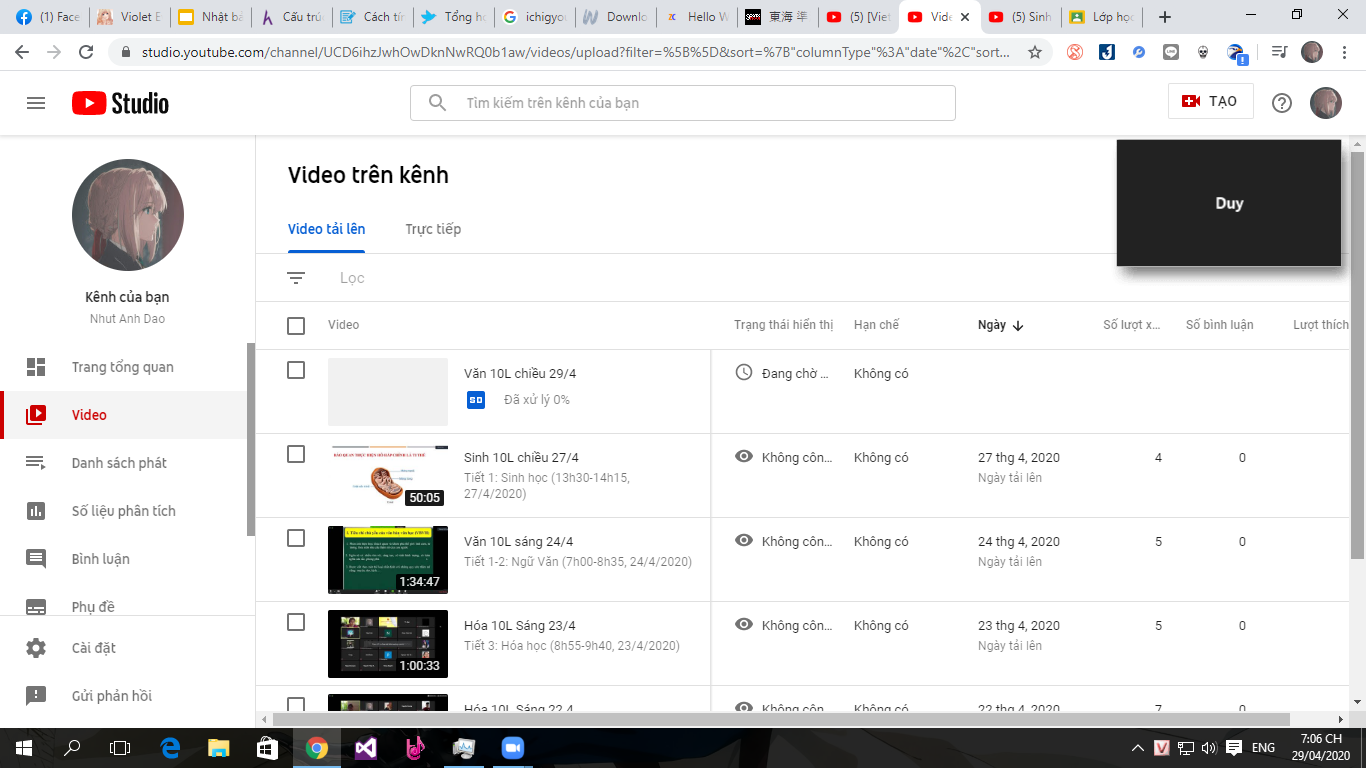 (1) Face
Violet E
Nhật bả
Cấu trúc
Cách tín
Tổng hợ
ichigyou
Downlo
Hello W
東海 準
(5) [Viet
Vide
(5) Sinh
Lớp học
studio.youtube.com/channel/UCD6ihzJwhOwDknNwRQ0b1aw/videos/upload?filter=%5B%5D&sort=%7B"columnType"%3A"date"%2C"sort...
Studio
Tìm kiếm trên kênh của bạn
TẠO
Kênh của bạn
Nhut Anh Dao
Trang tổng quan
Video
Danh sách phát
Số liệu phân tích
Bình luận
Phụ đề
Cài đặt
Gửi phản hồi
Video trên kênh
Duy
Video tải lên
Trực tiếp
Lọc
Video
Trạng thái hiển thị
Hạn chế
Ngày
Số lượt x...
Số bình luận
Lượt thích
Văn 10L chiều 29/4
Đã xử lý 0%
SD
Đang chờ ...
Không có
50:05
Sinh 10L chiều 27/4
Tiết 1: Sinh học (13h30-14h15,
27/4/2020)
Không côn...
Không có
27 thg 4, 2020
Ngày tải lên
4
0
1:34:47
Văn 10L sáng 24/4
Tiết 1-2: Ngữ Văn (7h00-8h35, 24/4/2020)
Không côn...
Không có
24 thg 4, 2020
Ngày tải lên
5
0
1:00:33
Hóa 10L Sáng 23/4
Tiết 3: Hóa học (8h55-9h40, 23/4/2020)
Không côn...
Không có
23 thg 4, 2020
Ngày tải lên
5
0
Hóa 10L Sáng 22 4
Không côn
Không có
22 thg 4, 2020
7
0
ENG
7:06 CH
29/04/2020